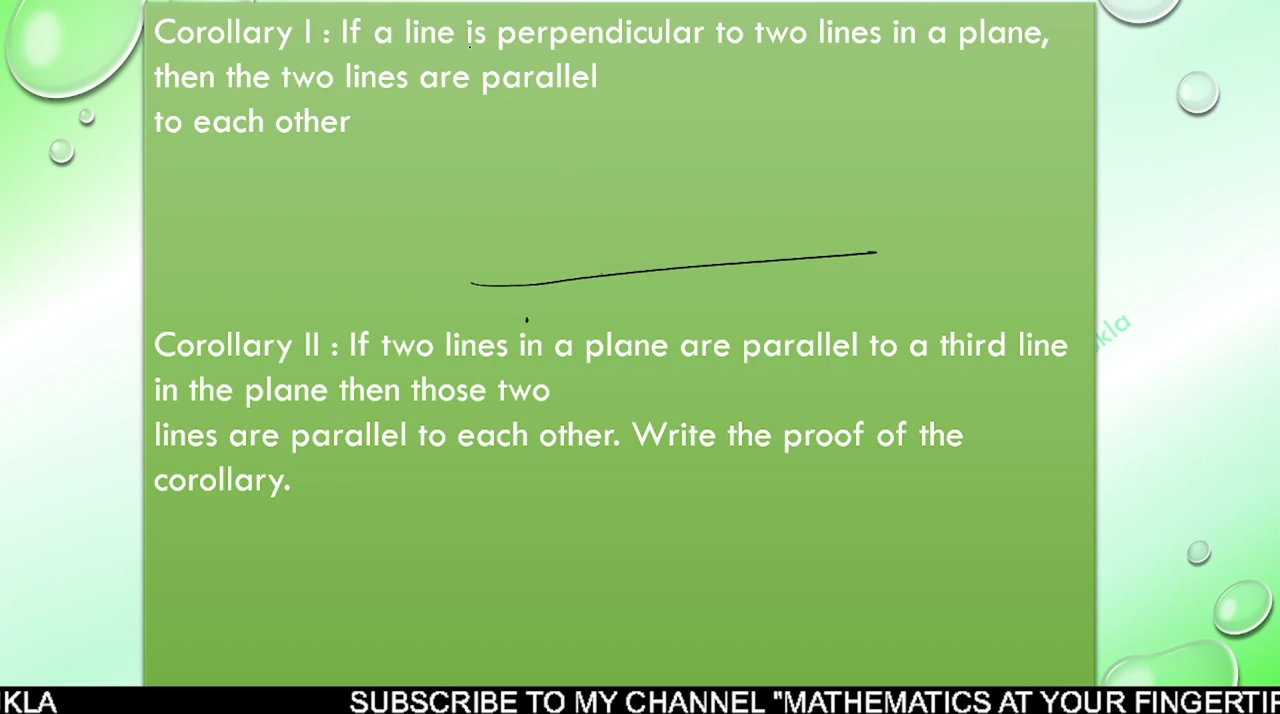 Corollary I : If a line is perpendicular to two lines in a plane,
then the two lines are parallel
to each other
Corollary II : If two lines in a plane are parallel to a third line
in the plane then those two
lines are parallel to each other. Write the proof of the
corollary.
SUBSCRIBE TO MY CHANNEL "MATHEMATICS AT YOUR